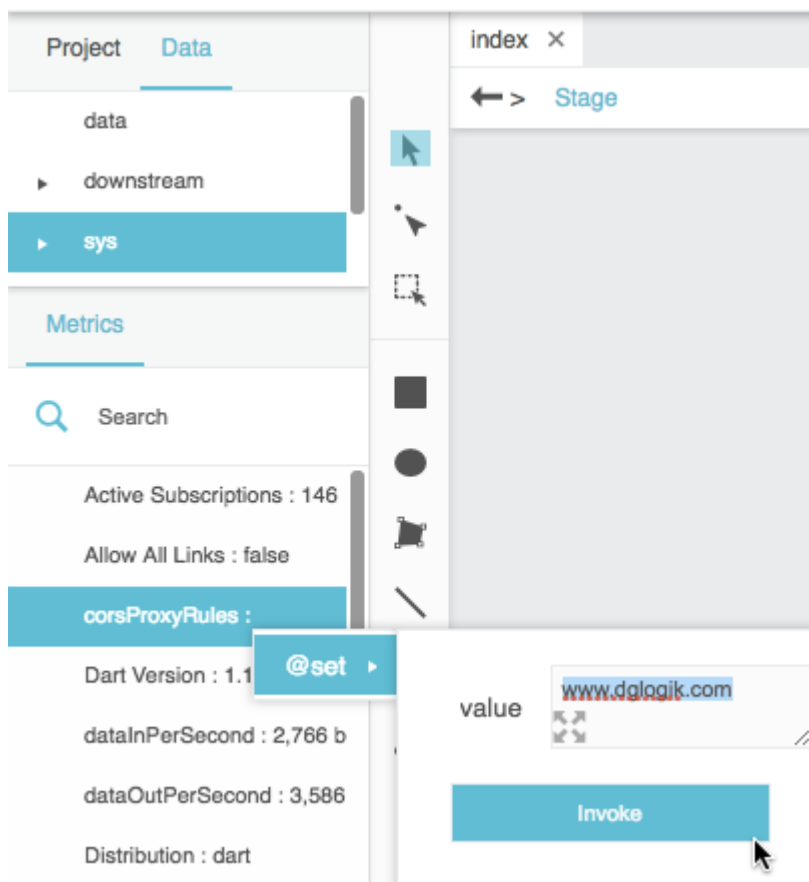 Project Data
index ×
← > Stage
data
downstream
sys
Metrics
Search
Active Subscriptions : 146
Allow All Links : false
corsProxyRules :
@set
Dart Version : 1.1
value www.dglogik.com
dataInPerSecond : 2,766 b
dataOutPerSecond : 3,586
Invoke
Distribution : dart